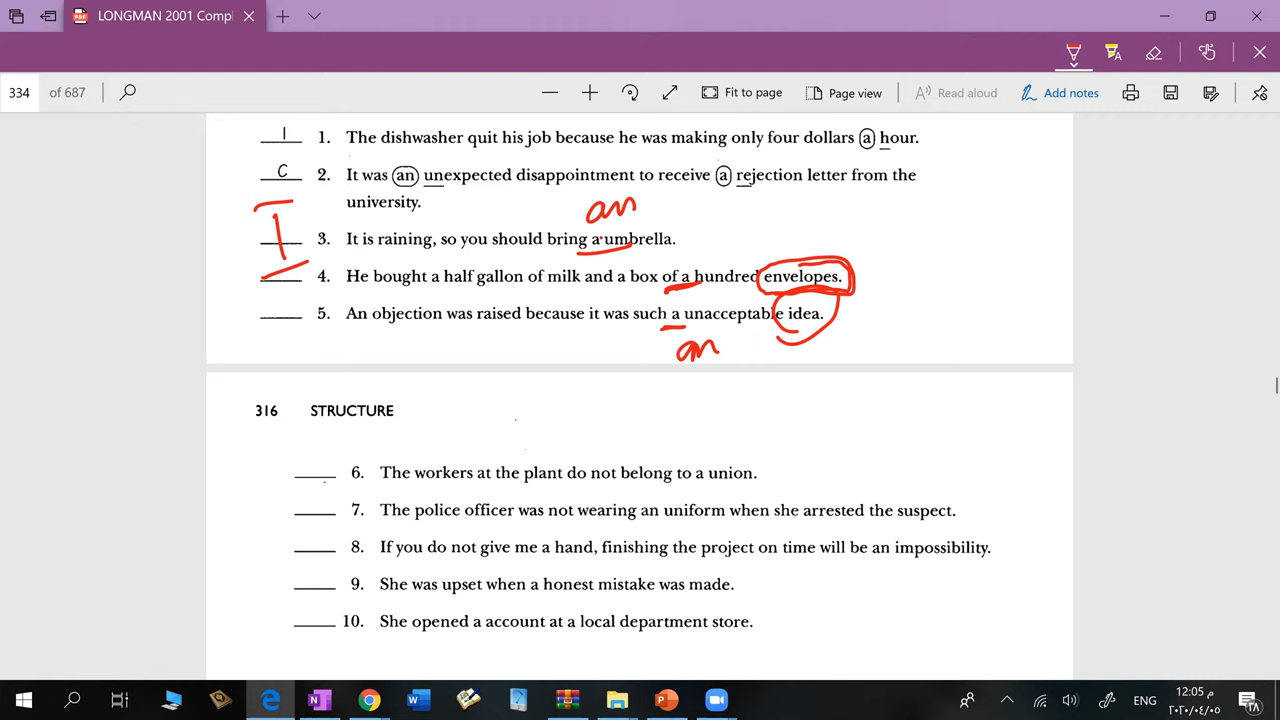 LONGMAN 2001 Compl
334 of 687
Fit to page
Page view
Read aloud
Add notes
I 1. The dishwasher quit his job because he was making only four dollars a hour.
C 2. It was an unexpected disappointment to receive a rejection letter from the
university.
an
I 3. It is raining, so you should bring a umbrella.
4. He bought a half gallon of milk and a box of a hundred envelopes.
5. An objection was raised because it was such a unacceptable idea.
an
316 STRUCTURE
6. The workers at the plant do not belong to a union.
7. The police officer was not wearing an uniform when she arrested the suspect.
8. If you do not give me a hand, finishing the project on time will be an impossibility.
9. She was upset when a honest mistake was made.
10. She opened a account at a local department store.
ENG
12:05 م
٢٠٢٠/٠٤/٠٥